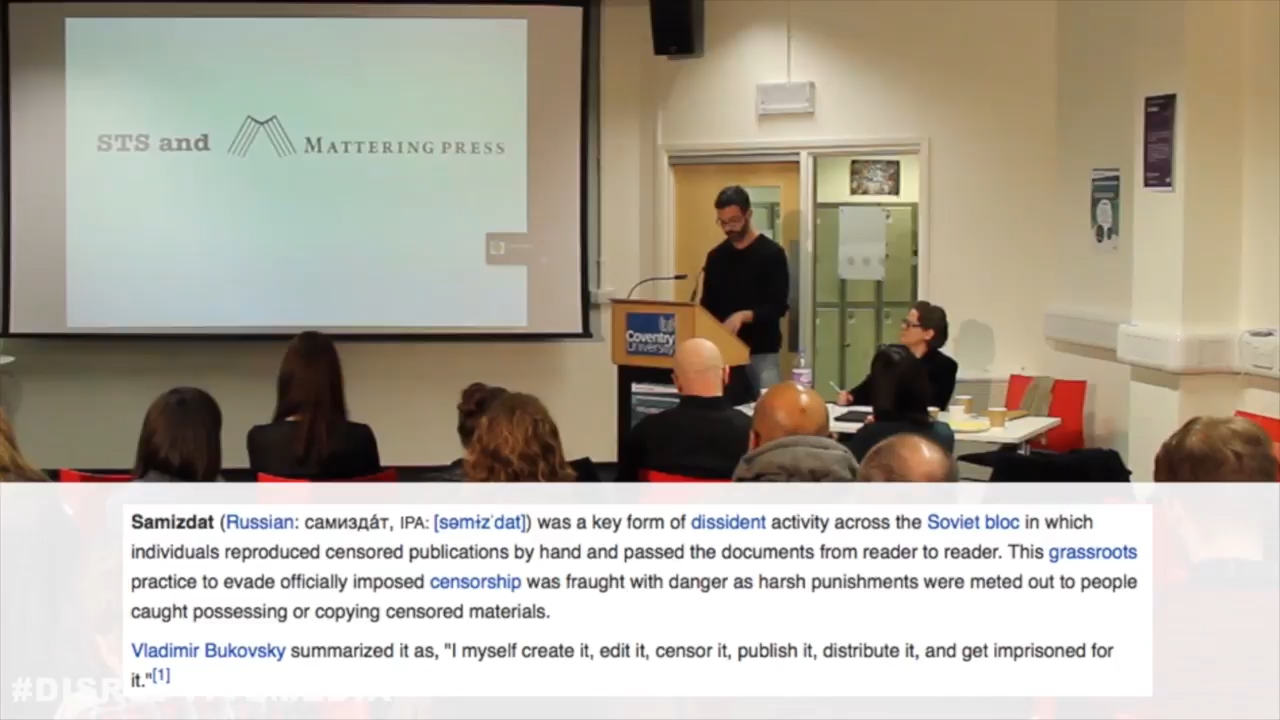 STS and MATTERING PRESS
Coventry
University
Samizdat (Russian: самизда́т, IPA: [səmɨzˈdat]) was a key form of dissident activity across the Soviet bloc in which
individuals reproduced censored publications by hand and passed the documents from reader to reader. This grassroots
practice to evade officially imposed censorship was fraught with danger as harsh punishments were meted out to people
caught possessing or copying censored materials.
Vladimir Bukovsky summarized it as, "I myself create it, edit it, censor it, publish it, distribute it, and get imprisoned for
it."[1]